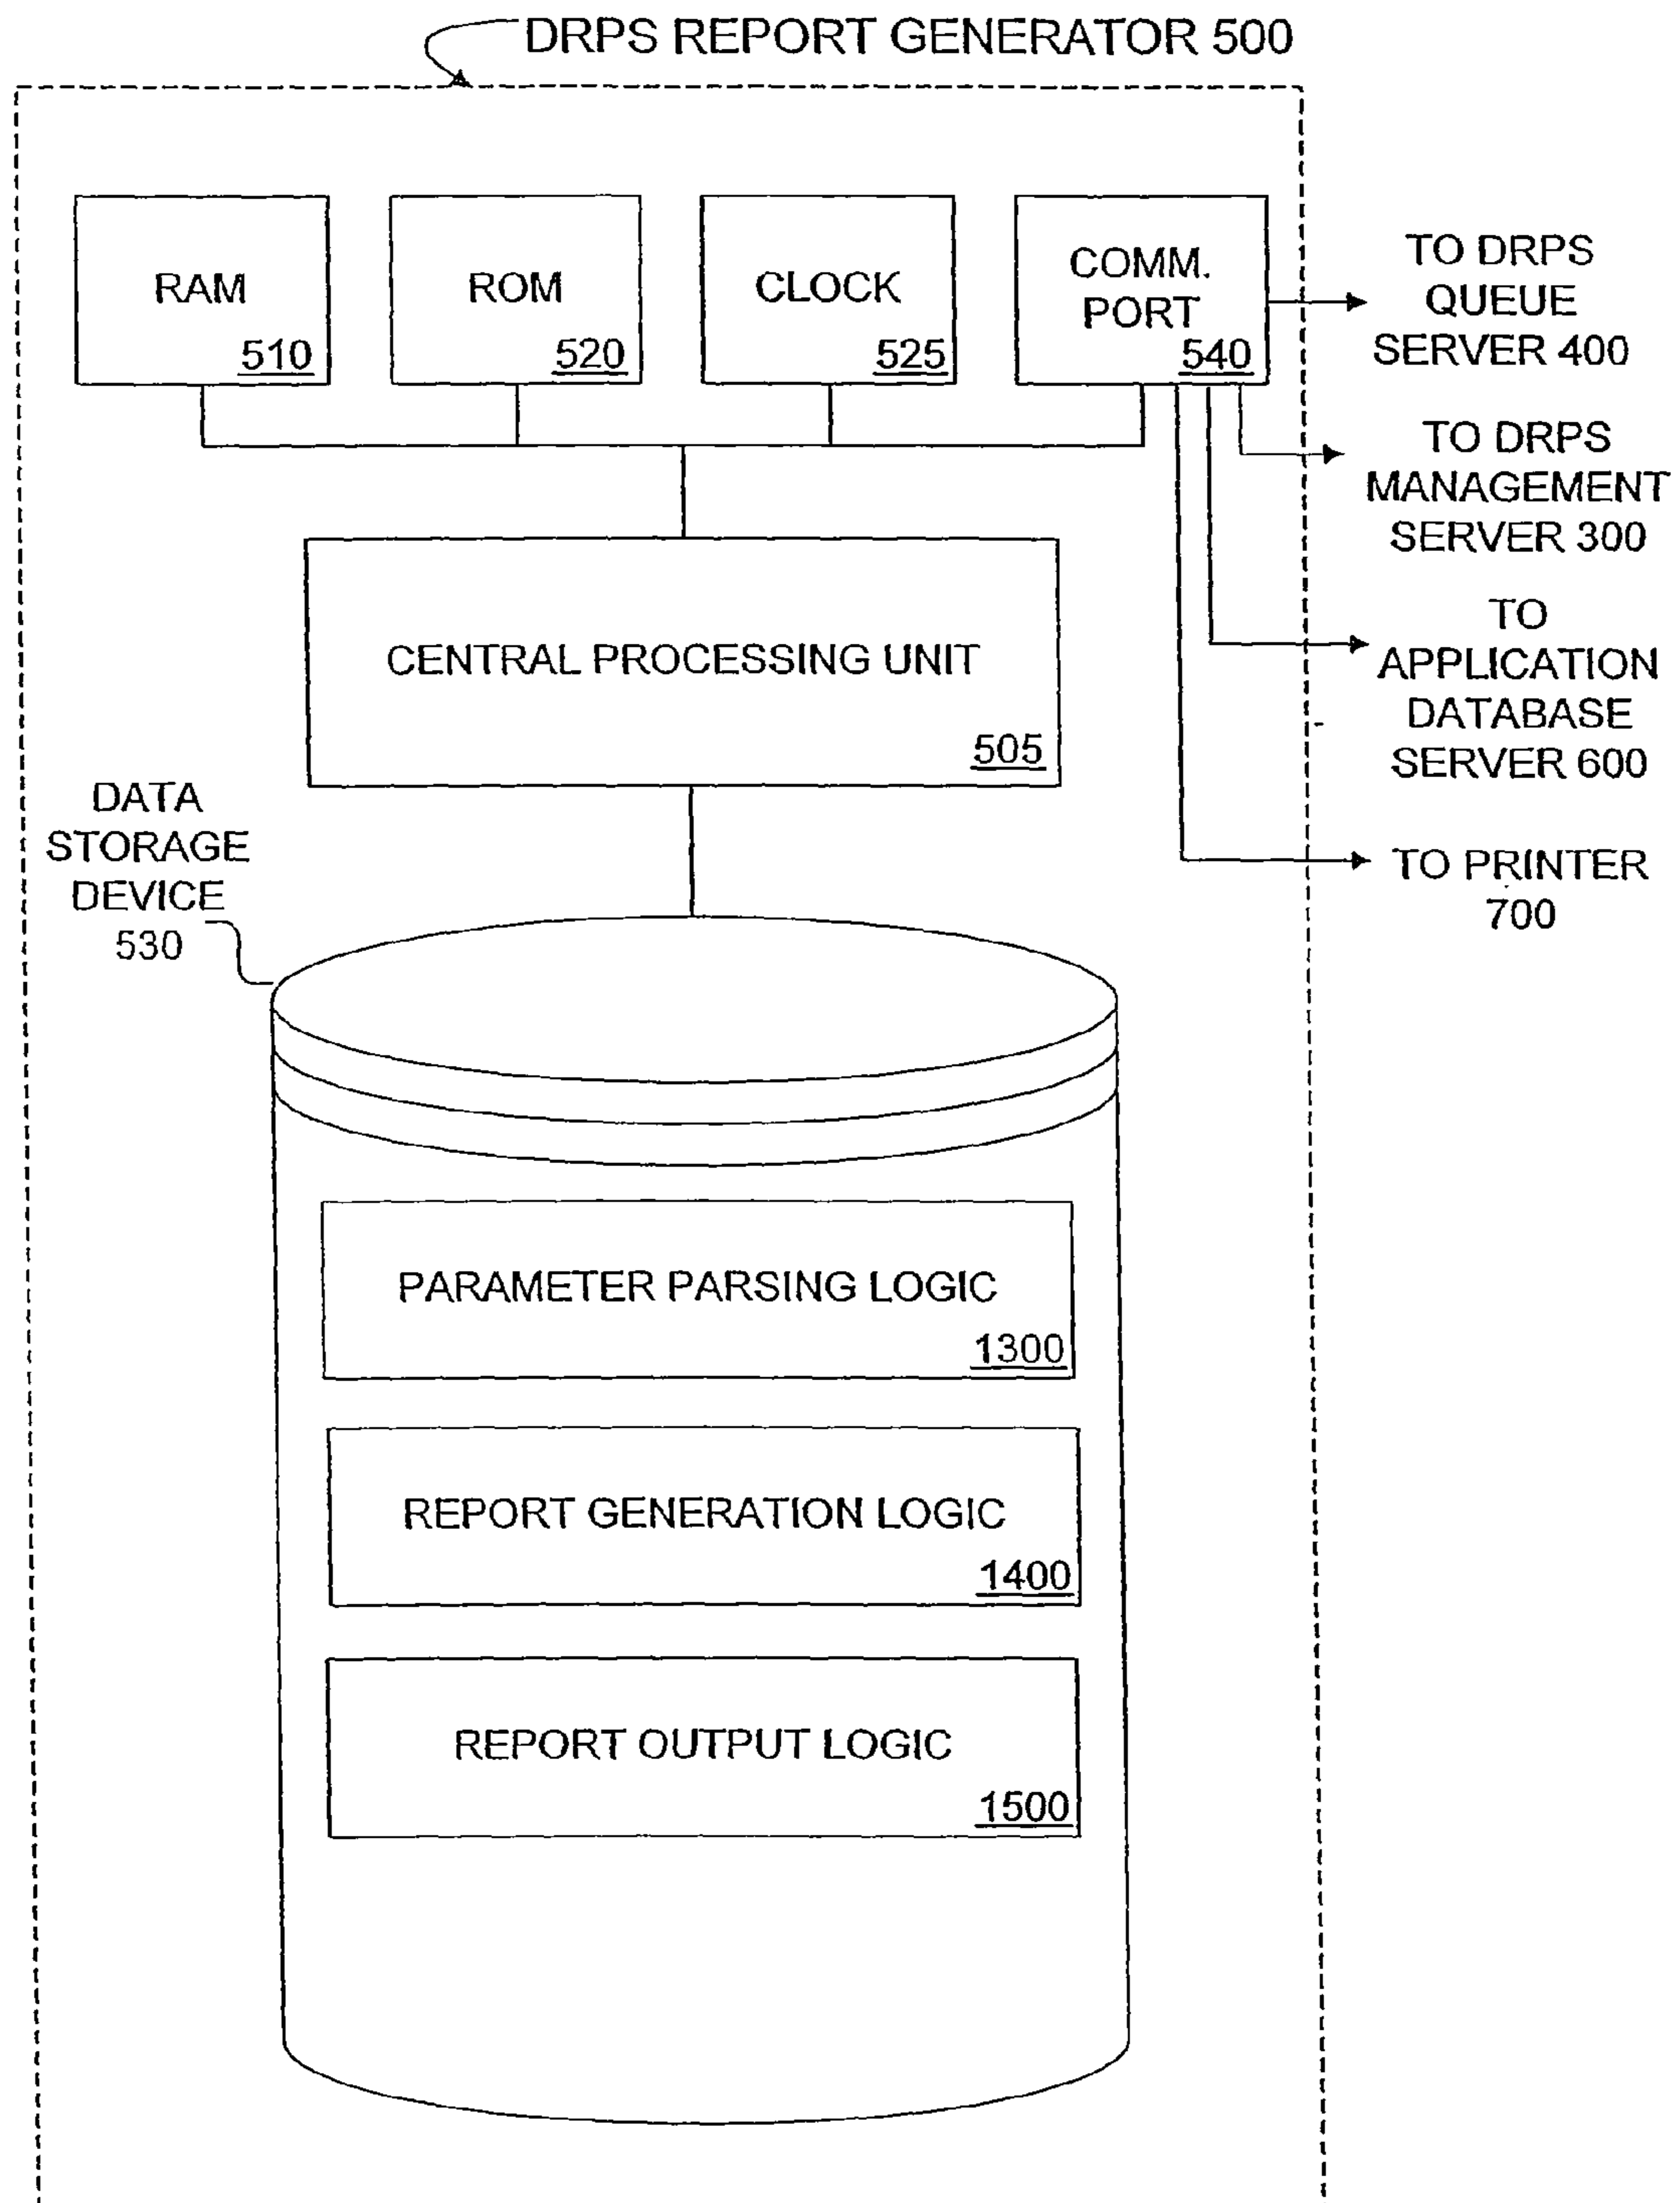 DRPS REPORT GENERATOR 500
RAM
510
ROM
520
CLOCK
525
COMM.
PORT
540
TO DRPS
QUEUE
SERVER 400
TO DRPS
MANAGEMENT
SERVER 300
TO
APPLICATION
DATABASE
SERVER 600
TO PRINTER
700
CENTRAL PROCESSING UNIT
505
DATA
STORAGE
DEVICE
530
PARAMETER PARSING LOGIC
1300
REPORT GENERATION LOGIC
1400
REPORT OUTPUT LOGIC
1500